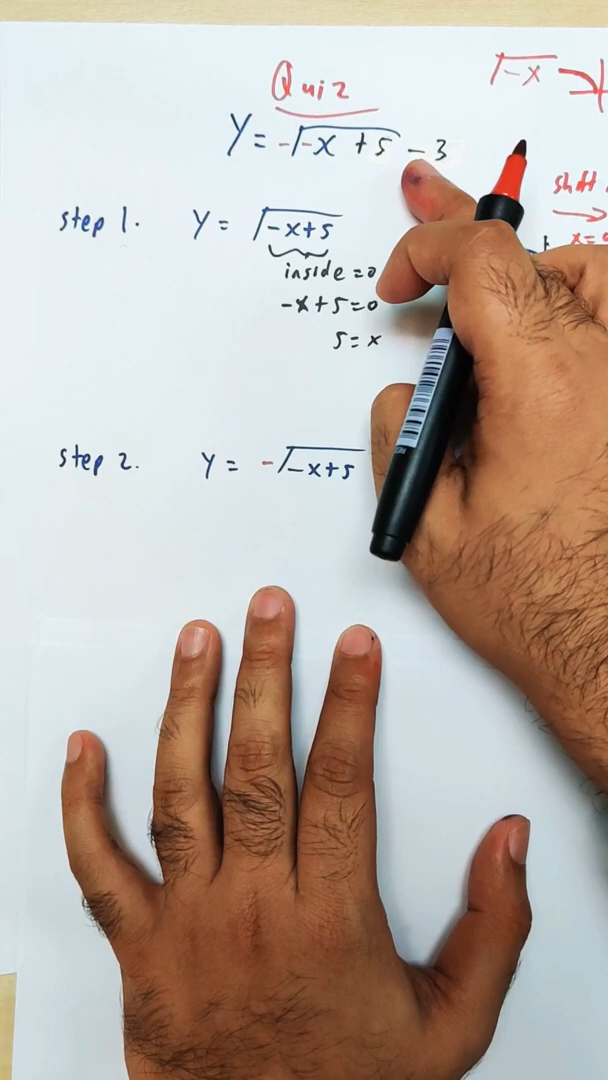 Quiz
√-x
y = -√-x + 5 - 3
shift
step 1. y = √-x+5
inside = 0
-x+5=0
5 = x
step 2. y = -√-x+5